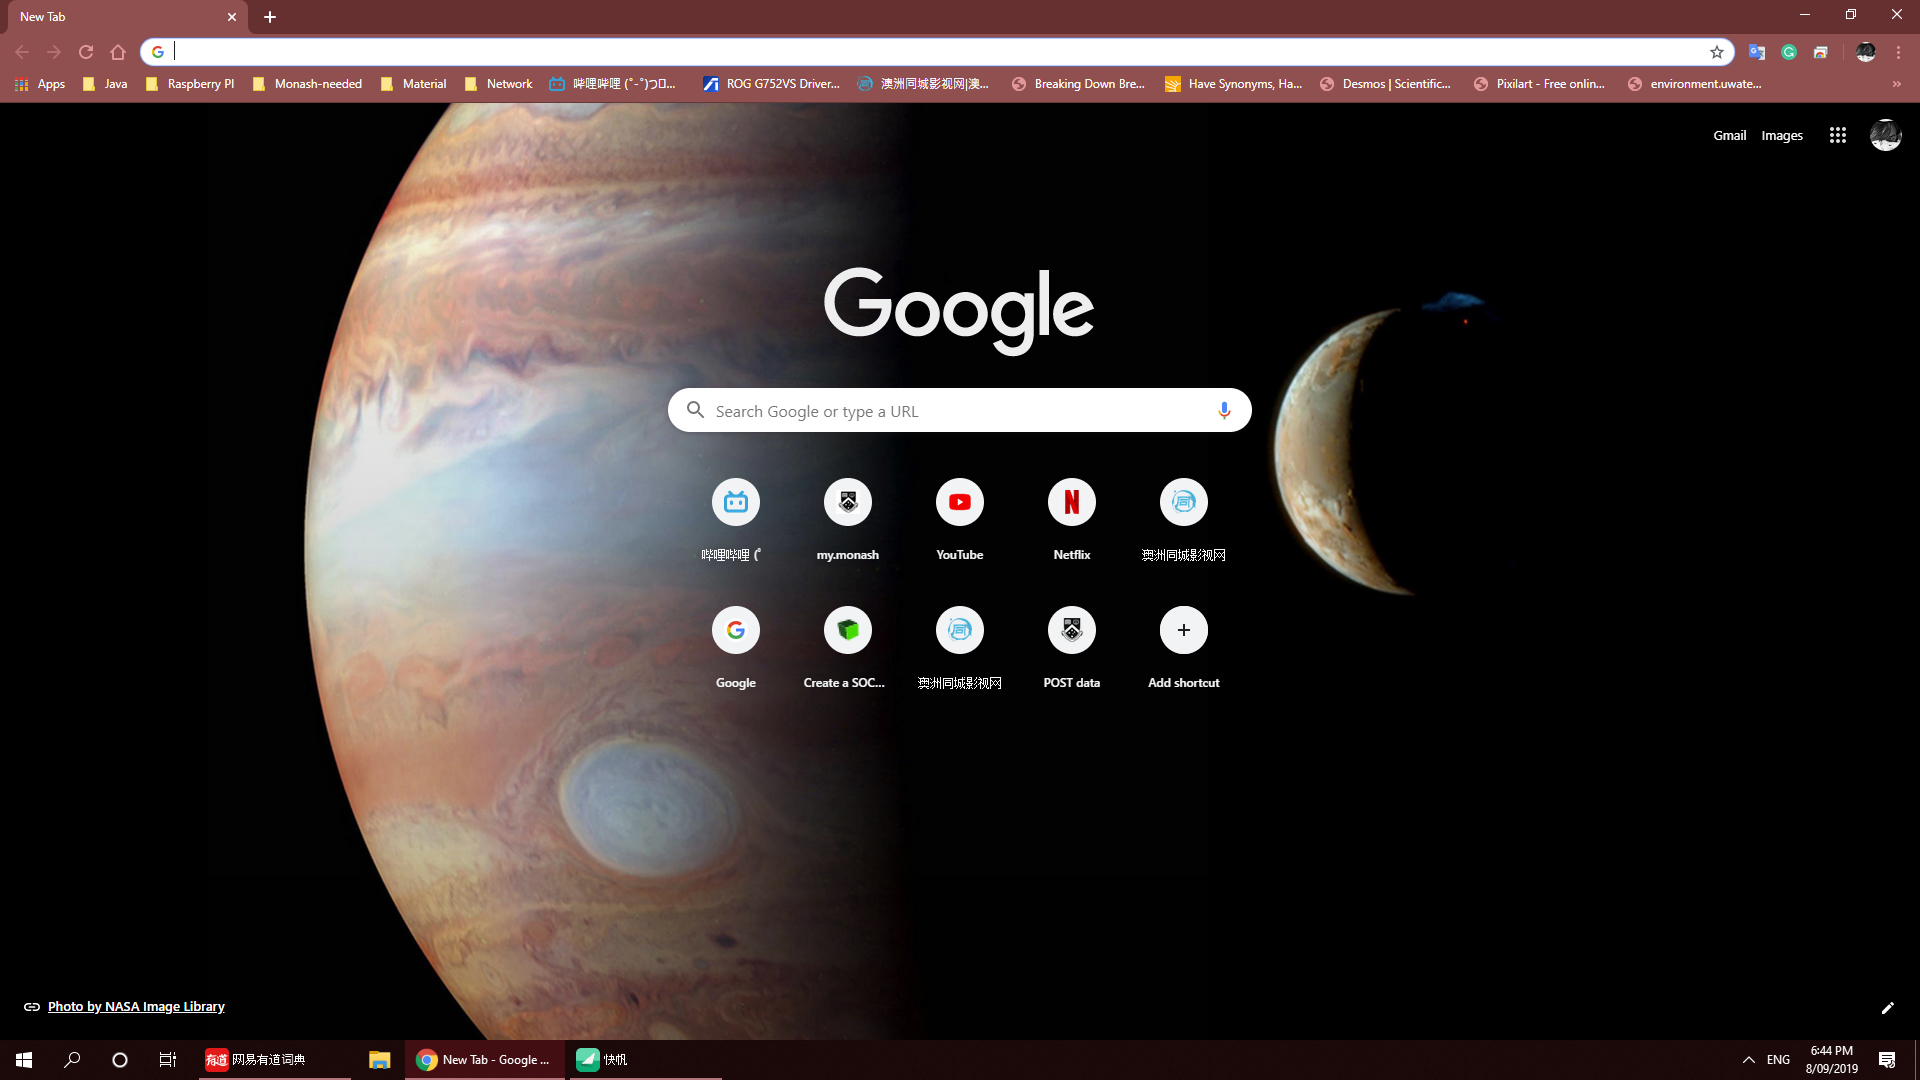 New Tab
Apps
Java
Raspberry PI
Monash-needed
Material
Network
哔哩哔哩 (゜-゜)つロ...
ROG G752VS Driver...
澳洲同城影视网|澳...
Breaking Down Bre...
Have Synonyms, Ha...
Desmos | Scientific...
Pixilart - Free onlin...
environment.uwate...
Gmail
Images
Google
Search Google or type a URL
哔哩哔哩 (゜
my.monash
YouTube
Netflix
澳洲同城影视网
Google
Create a SOC...
澳洲同城影视网
POST data
Add shortcut
Photo by NASA Image Library
有道 网易有道词典
New Tab - Google ...
快帆
ENG
6:44 PM
8/09/2019